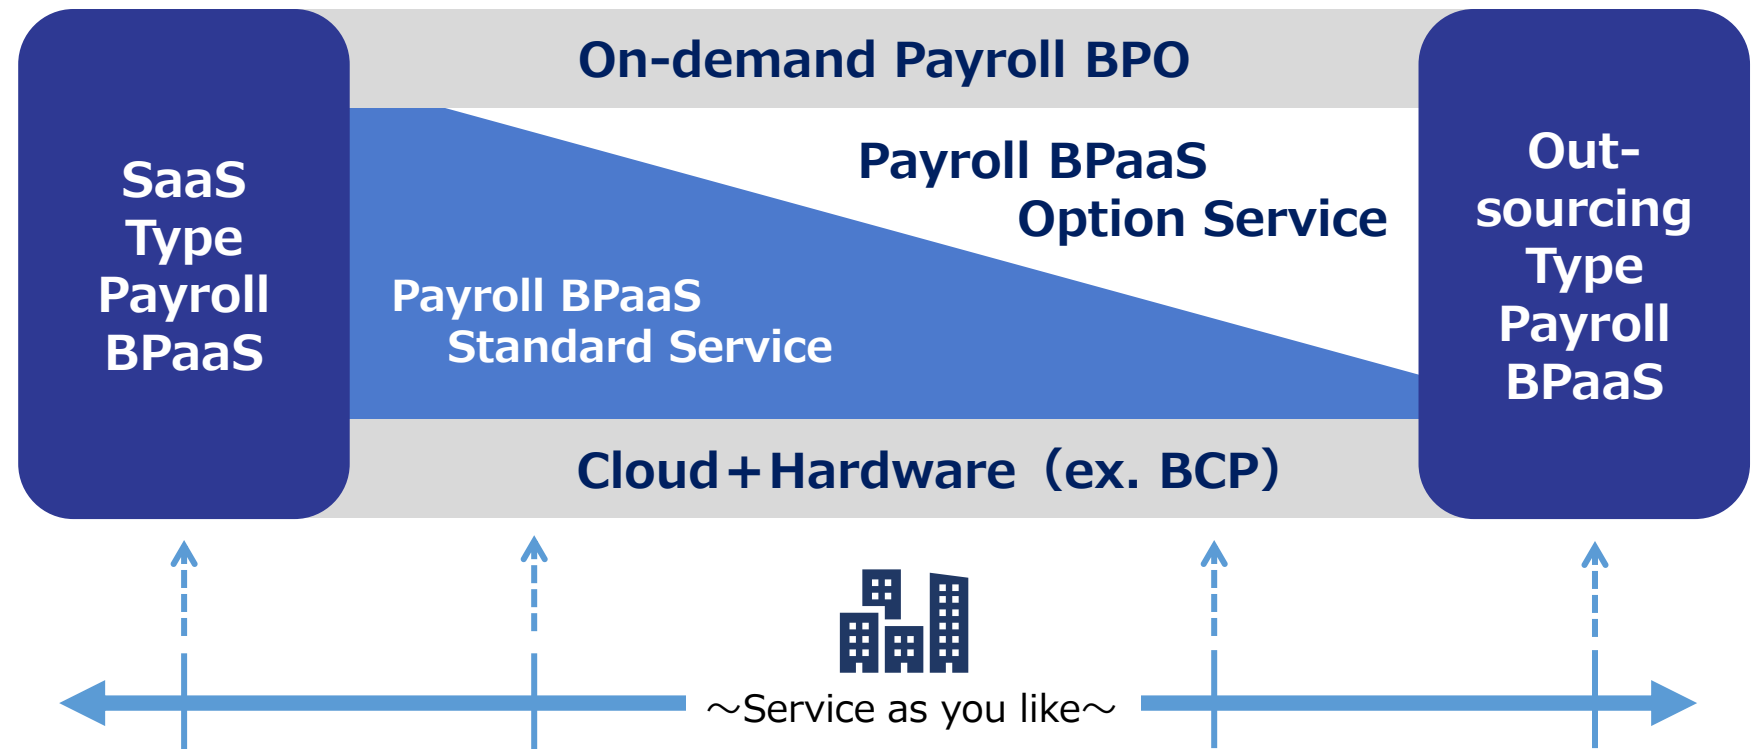 On-demand Payroll BPO
SaaS
Type
Payroll
BPaaS
Payroll BPaaS
Option Service
Payroll BPaaS
Standard Service
Out-
sourcing
Type
Payroll
BPaaS
Cloud＋Hardware（ex. BCP）
～Service as you like～